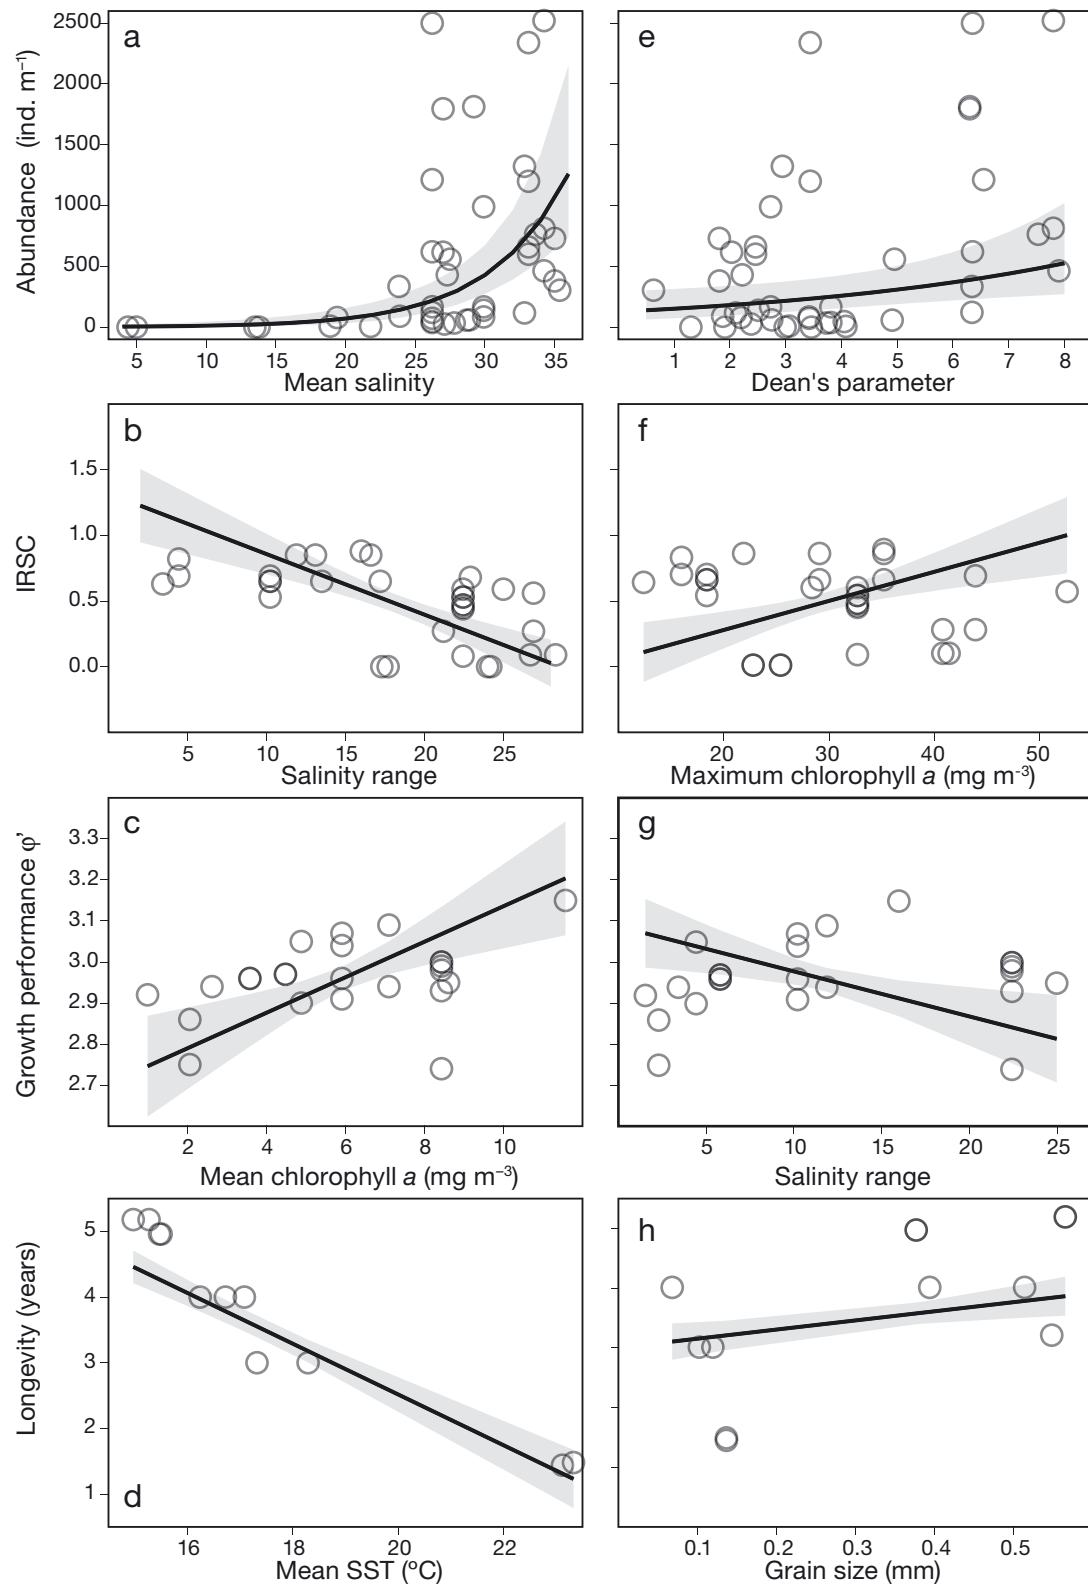 a
e
Abundance (ind. m⁻¹)
2500
2000
1500
1000
500
0
5 10 15 20 25 30 35
1 2 3 4 5 6 7 8
Mean salinity
Dean's parameter
b
f
IRSC
1.5
1.0
0.5
0.0
5 10 15 20 25
20 30 40 50
Salinity range
Maximum chlorophyll a (mg m⁻³)
c
g
Growth performance φ’
3.3
3.2
3.1
3.0
2.9
2.8
2.7
2 4 6 8 10
5 10 15 20 25
Mean chlorophyll a (mg m⁻³)
Salinity range
h
Longevity (years)
5
4
3
2
1
d
16 18 20 22
0.1 0.2 0.3 0.4 0.5
Mean SST (ºC)
Grain size (mm)